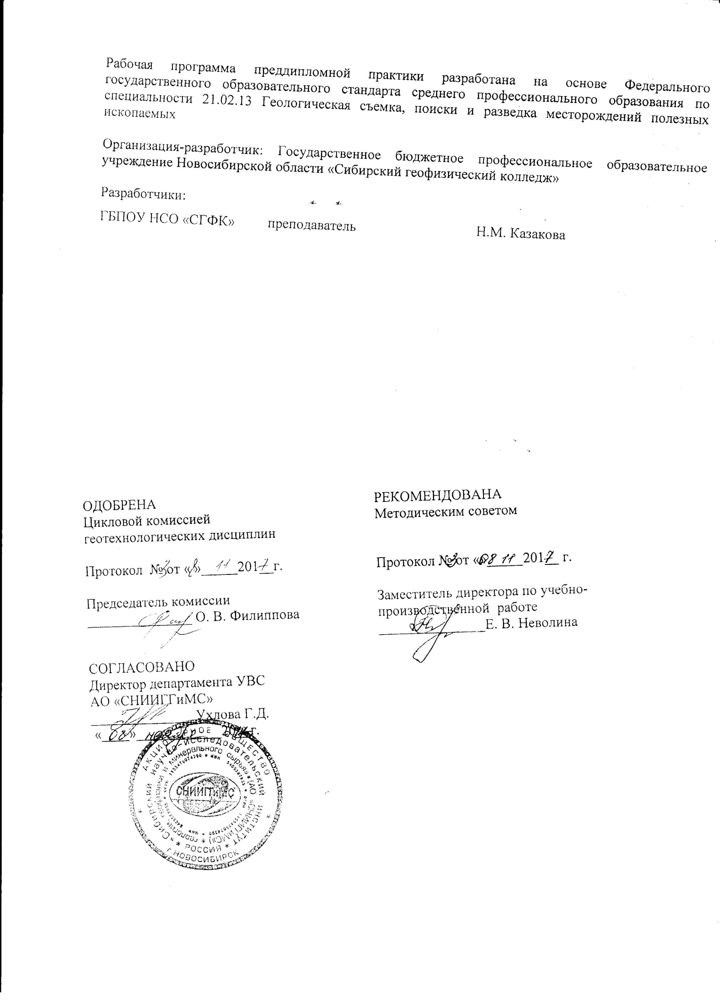 Рабочая программа преддипломной практики разработана на основе Федерального
государственного образовательного стандарта среднего профессионального образования по
специальности 21.02.13 Геологическая съемка, поиски и разведка месторождений полезных
ископаемых
Организация-разработчик: Государственное бюджетное профессиональное образовательное
учреждение Новосибирской области «Сибирский геофизический колледж»
Разработчики:
ГБПОУ НСО «СГФК» преподаватель Н.М. Казакова
ОДОБРЕНА
Цикловой комиссией
геотехнологических дисциплин
Протокол №3 от «8» 11 2017 г.
Председатель комиссии
О. В. Филиппова
РЕКОМЕНДОВАНА
Методическим советом
Протокол №3 от «08 11 2017 г.
Заместитель директора по учебно-
производственной работе
Е. В. Неволина
СОГЛАСОВАНО
Директор департамента УВС
АО «СНИИГГиМС»
Ухлова Г.Д.
«08» ноября 2017 г.
АКЦИОНЕРНОЕ ОБЩЕСТВО
«Сибирский научно-исследовательский институт
геологии, геофизики и минерального сырья» * (АО «СНИИГГиМС»)
СНИИГГиМС
* РОССИЯ *
г.НОВОСИБИРСК